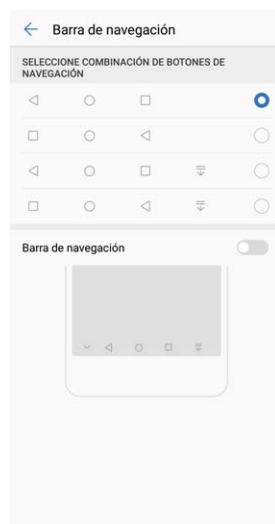 Barra de navegación
SELECCIONE COMBINACIÓN DE BOTONES DE
NAVEGACIÓN
Barra de navegación